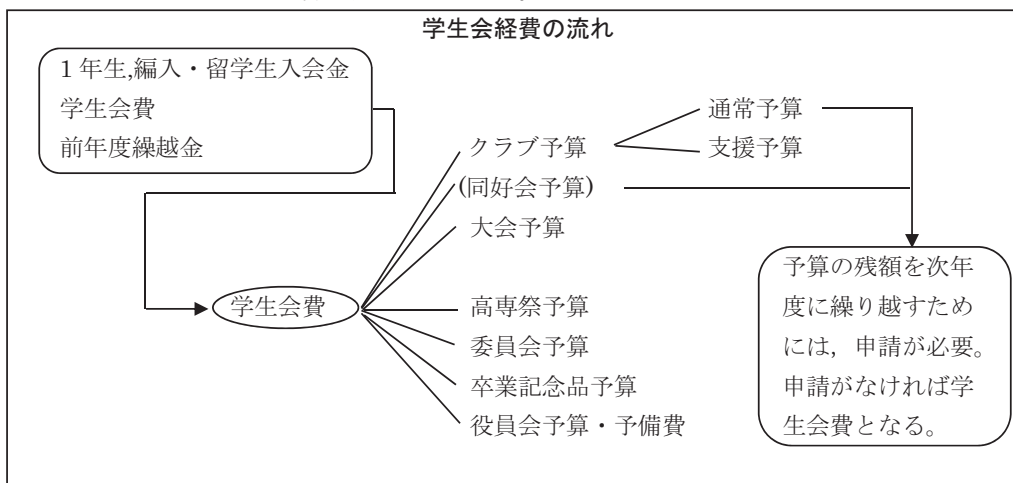 学生会経費の流れ
1年生,編入・留学生入会金
学生会費
前年度繰越金
学生会費
クラブ予算
(同好会予算)
大会予算
高専祭予算
委員会予算
卒業記念品予算
役員会予算・予備費
通常予算
支援予算
予算の残額を次年
度に繰り越すため
には，申請が必要。
申請がなければ学
生会費となる。